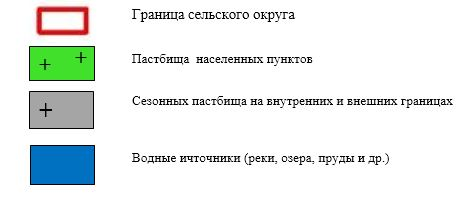 Граница сельского округа
Пастбища населенных пунктов
Сезонных пастбища на внутренних и внешних границах
Водные ичточники (реки, озера, пруды и др.)